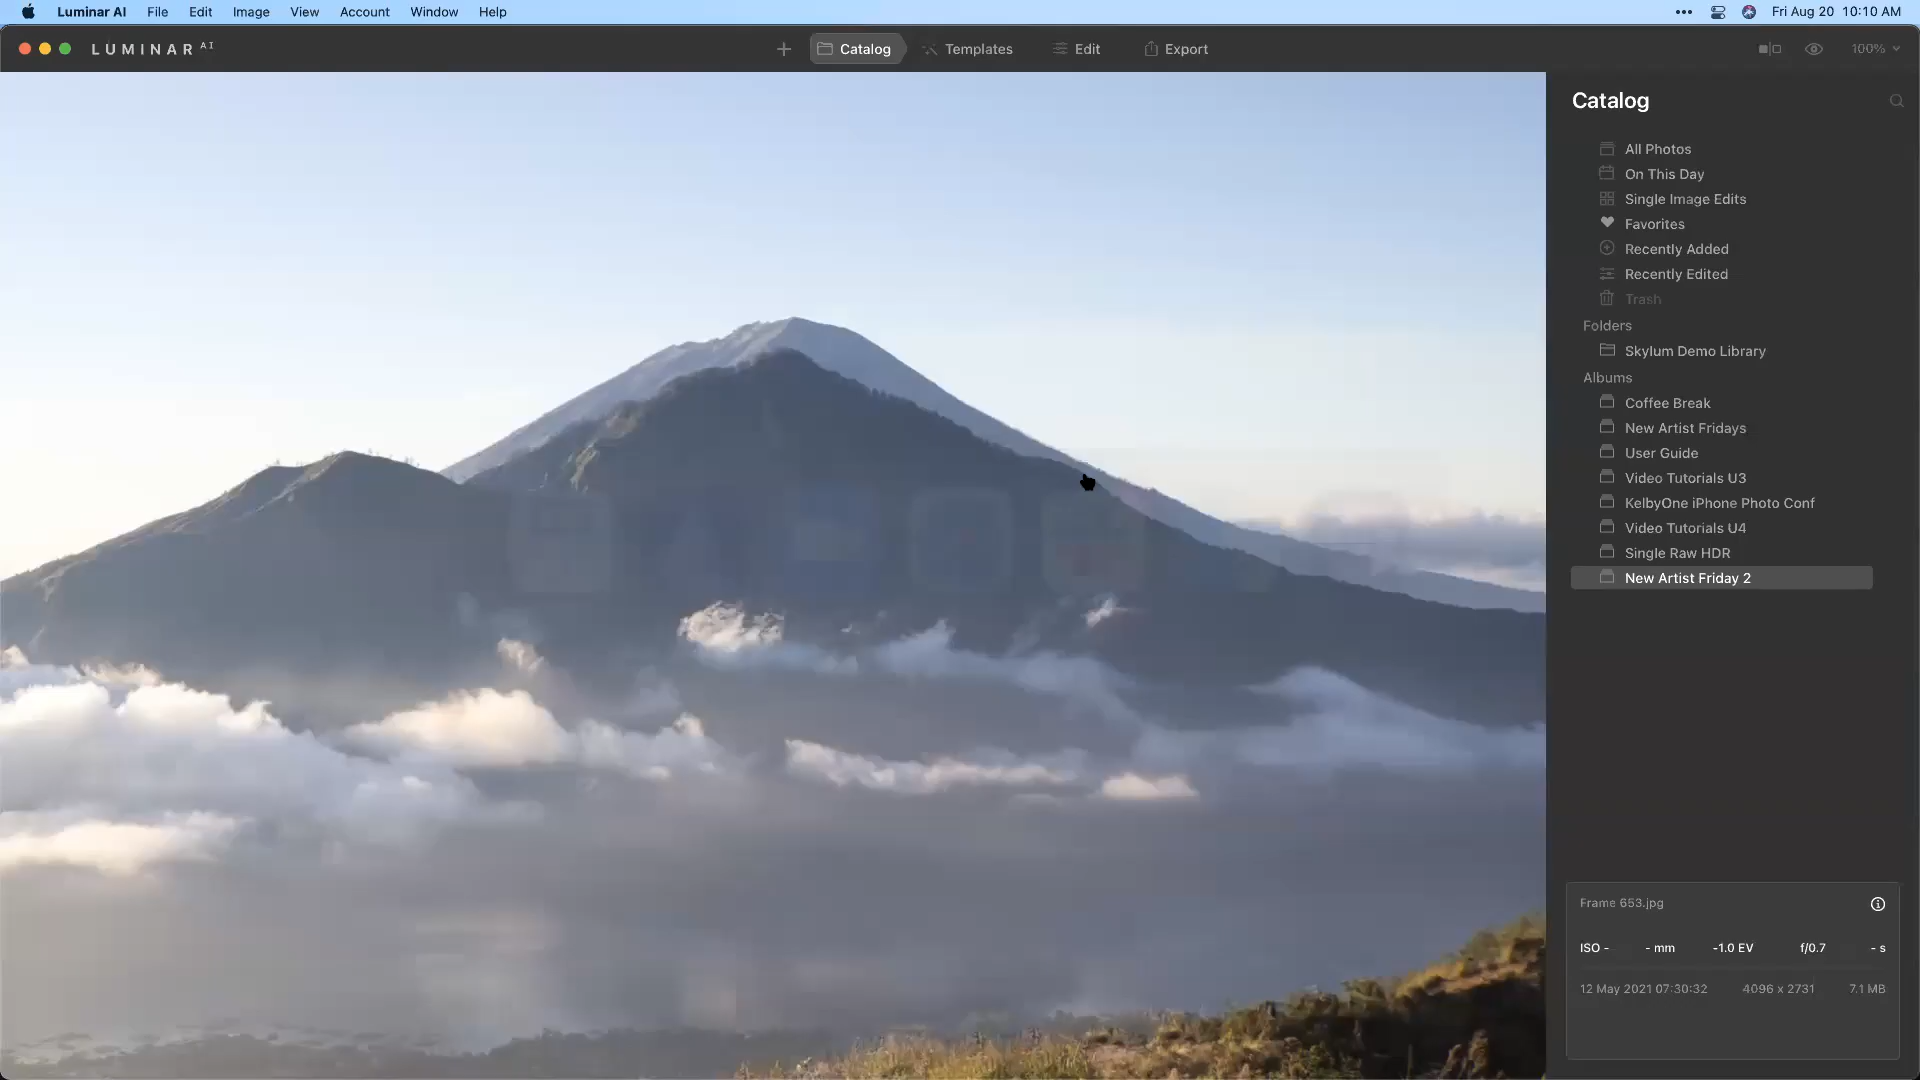 Luminar AI File Edit Image View Account Window Help
••• Fri Aug 20 10:10 AM
LUMINAR AI
Catalog Templates Edit Export
100%
Catalog
All Photos
On This Day
Single Image Edits
Favorites
Recently Added
Recently Edited
Trash
Folders
Skylum Demo Library
Albums
Coffee Break
New Artist Fridays
User Guide
Video Tutorials U3
KelbyOne iPhone Photo Conf
Video Tutorials U4
Single Raw HDR
New Artist Friday 2
Frame 653.jpg
ISO - - mm -1.0 EV f/0.7 - s
12 May 2021 07:30:32 4096 x 2731 7.1 MB